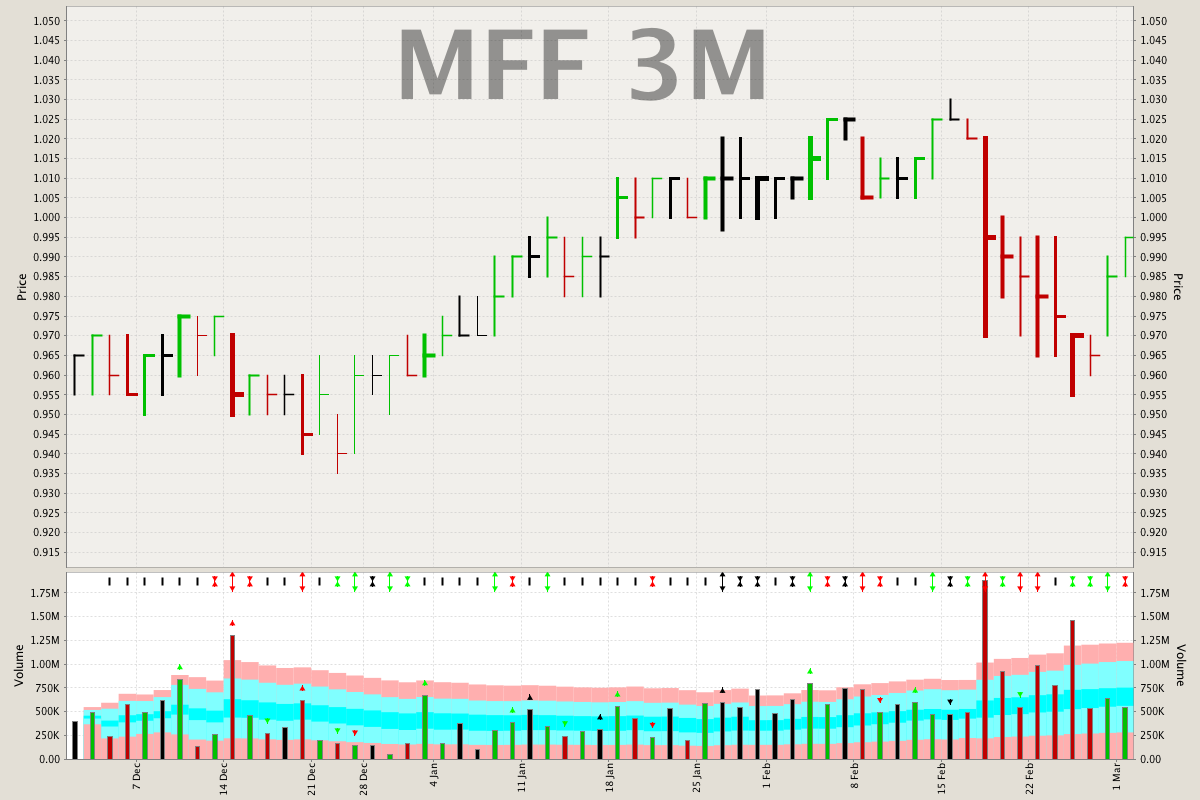 MFF 3M
1.050 1.050
1.045 1.045
1.040 1.040
1.035 1.035
1.030 1.030
1.025 1.025
1.020 1.020
1.015 1.015
1.010 1.010
1.005 1.005
1.000 1.000
0.995 0.995
0.990 0.990
0.985 0.985
0.980 0.980
0.975 0.975
0.970 0.970
0.965 0.965
0.960 0.960
0.955 0.955
0.950 0.950
0.945 0.945
0.940 0.940
0.935 0.935
0.930 0.930
0.925 0.925
0.920 0.920
0.915 0.915
Price Price
1.75M 1.75M
1.50M 1.50M
1.25M 1.25M
1.00M 1.00M
750K 750K
500K 500K
250K 250K
0.00 0.00
Volume Volume
7 Dec 14 Dec 21 Dec 28 Dec 4 Jan 11 Jan 18 Jan 25 Jan 1 Feb 8 Feb 15 Feb 22 Feb 1 Mar